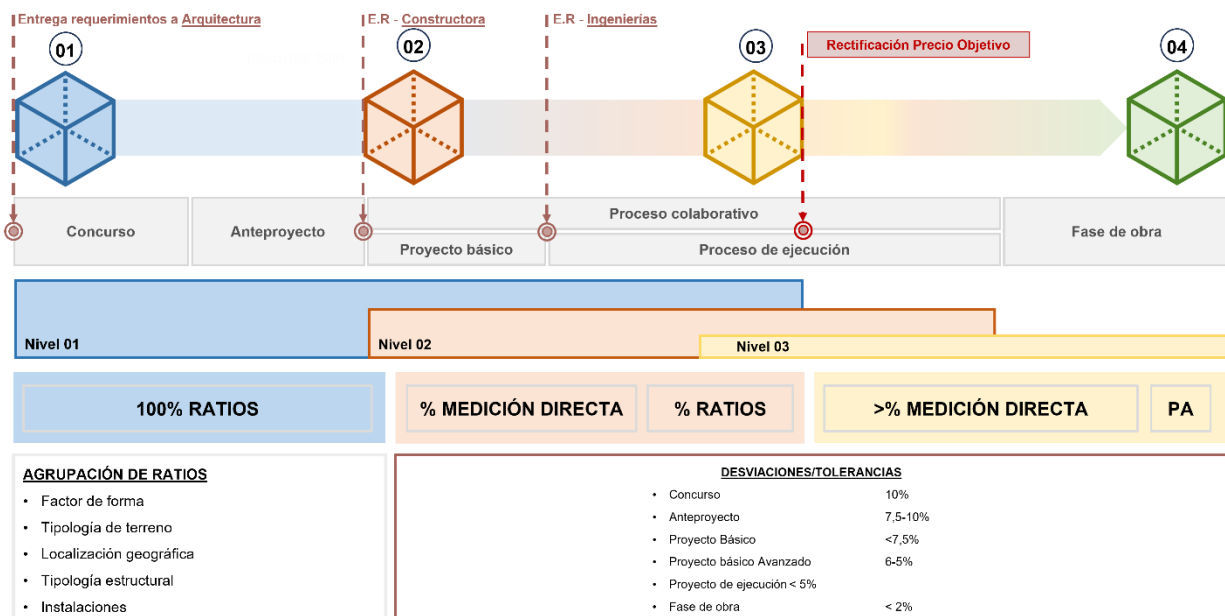 Entrega requerimientos a Arquitectura
E.R - Constructora
E.R - Ingenierías
01
02
03
Rectificación Precio Objetivo
04
Concurso
Anteproyecto
Proceso colaborativo
Proyecto básico
Proceso de ejecución
Fase de obra
Nivel 01
Nivel 02
Nivel 03
100% RATIOS
% MEDICIÓN DIRECTA
% RATIOS
>% MEDICIÓN DIRECTA
PA
AGRUPACIÓN DE RATIOS
• Factor de forma
• Tipología de terreno
• Localización geográfica
• Tipología estructural
• Instalaciones
DESVIACIONES/TOLERANCIAS
• Concurso 10%
• Anteproyecto 7,5-10%
• Proyecto Básico <7,5%
• Proyecto básico Avanzado 6-5%
• Proyecto de ejecución < 5%
• Fase de obra < 2%